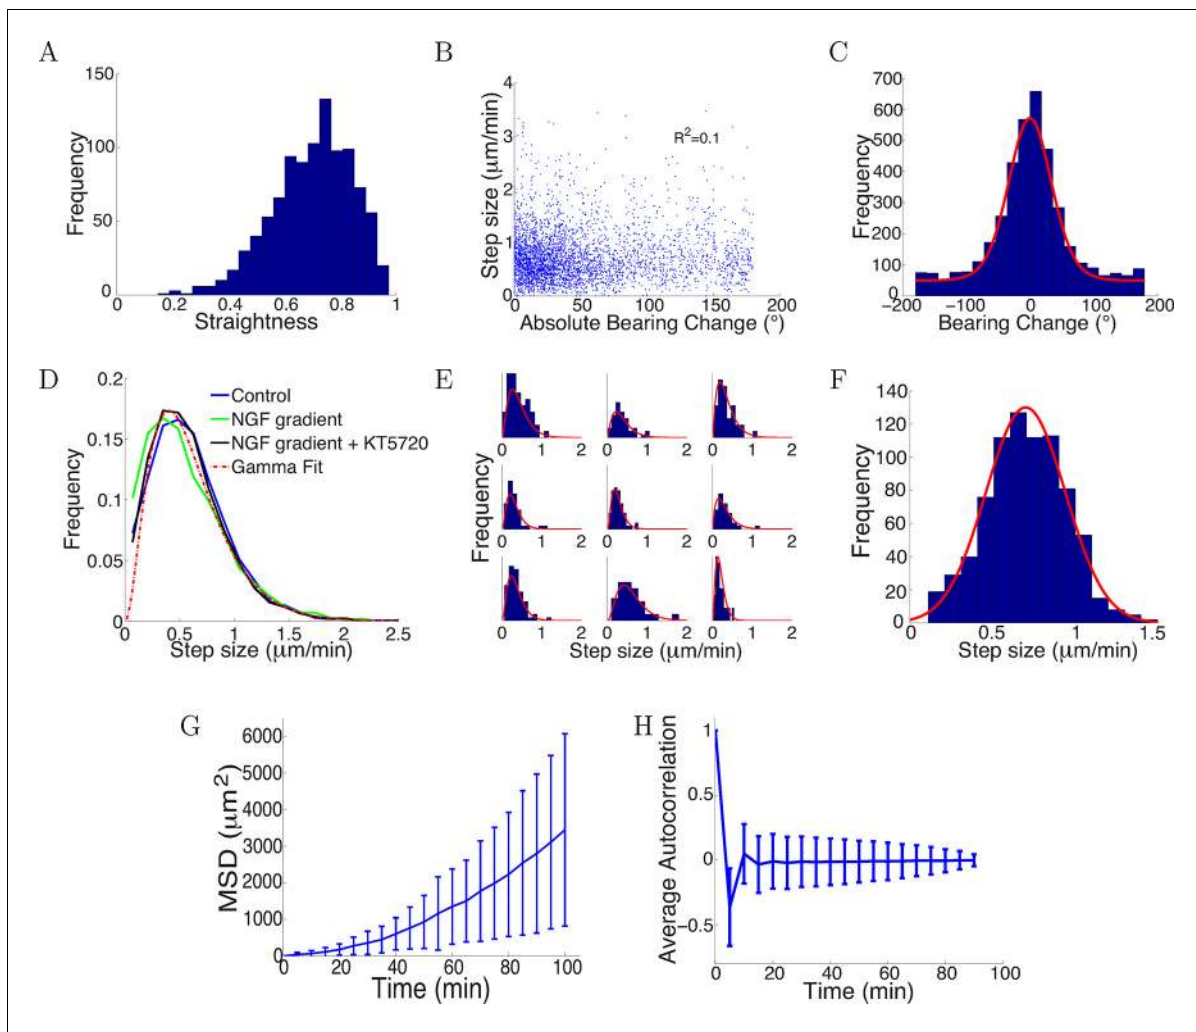 A
150
100
50
0
Frequency
0 0.2 0.4 0.6 0.8 1
Straightness
B
4
3
2
1
0
Step size (μm/min)
R²=0.1
0 50 100 150 200
Absolute Bearing Change (°)
C
700
600
500
400
300
200
100
0
Frequency
−200 −100 0 100 200
Bearing Change (°)
D
0.2
0.15
0.1
0.05
0
Frequency
Control
NGF gradient
NGF gradient + KT5720
Gamma Fit
0 0.5 1 1.5 2 2.5
Step size (μm/min)
E
Frequency
0 1 2 0 1 2 0 1 2
0 1 2 0 1 2 0 1 2
0 1 2 0 1 2 0 1 2
Step size (μm/min)
F
140
120
100
80
60
40
20
0
Frequency
0.5 1 1.5
Step size (μm/min)
G
6000
5000
4000
3000
2000
1000
0
MSD (μm²)
0 20 40 60 80 100
Time (min)
H
1
0.5
0
−0.5
Average Autocorrelation
0 20 40 60 80 100
Time (min)